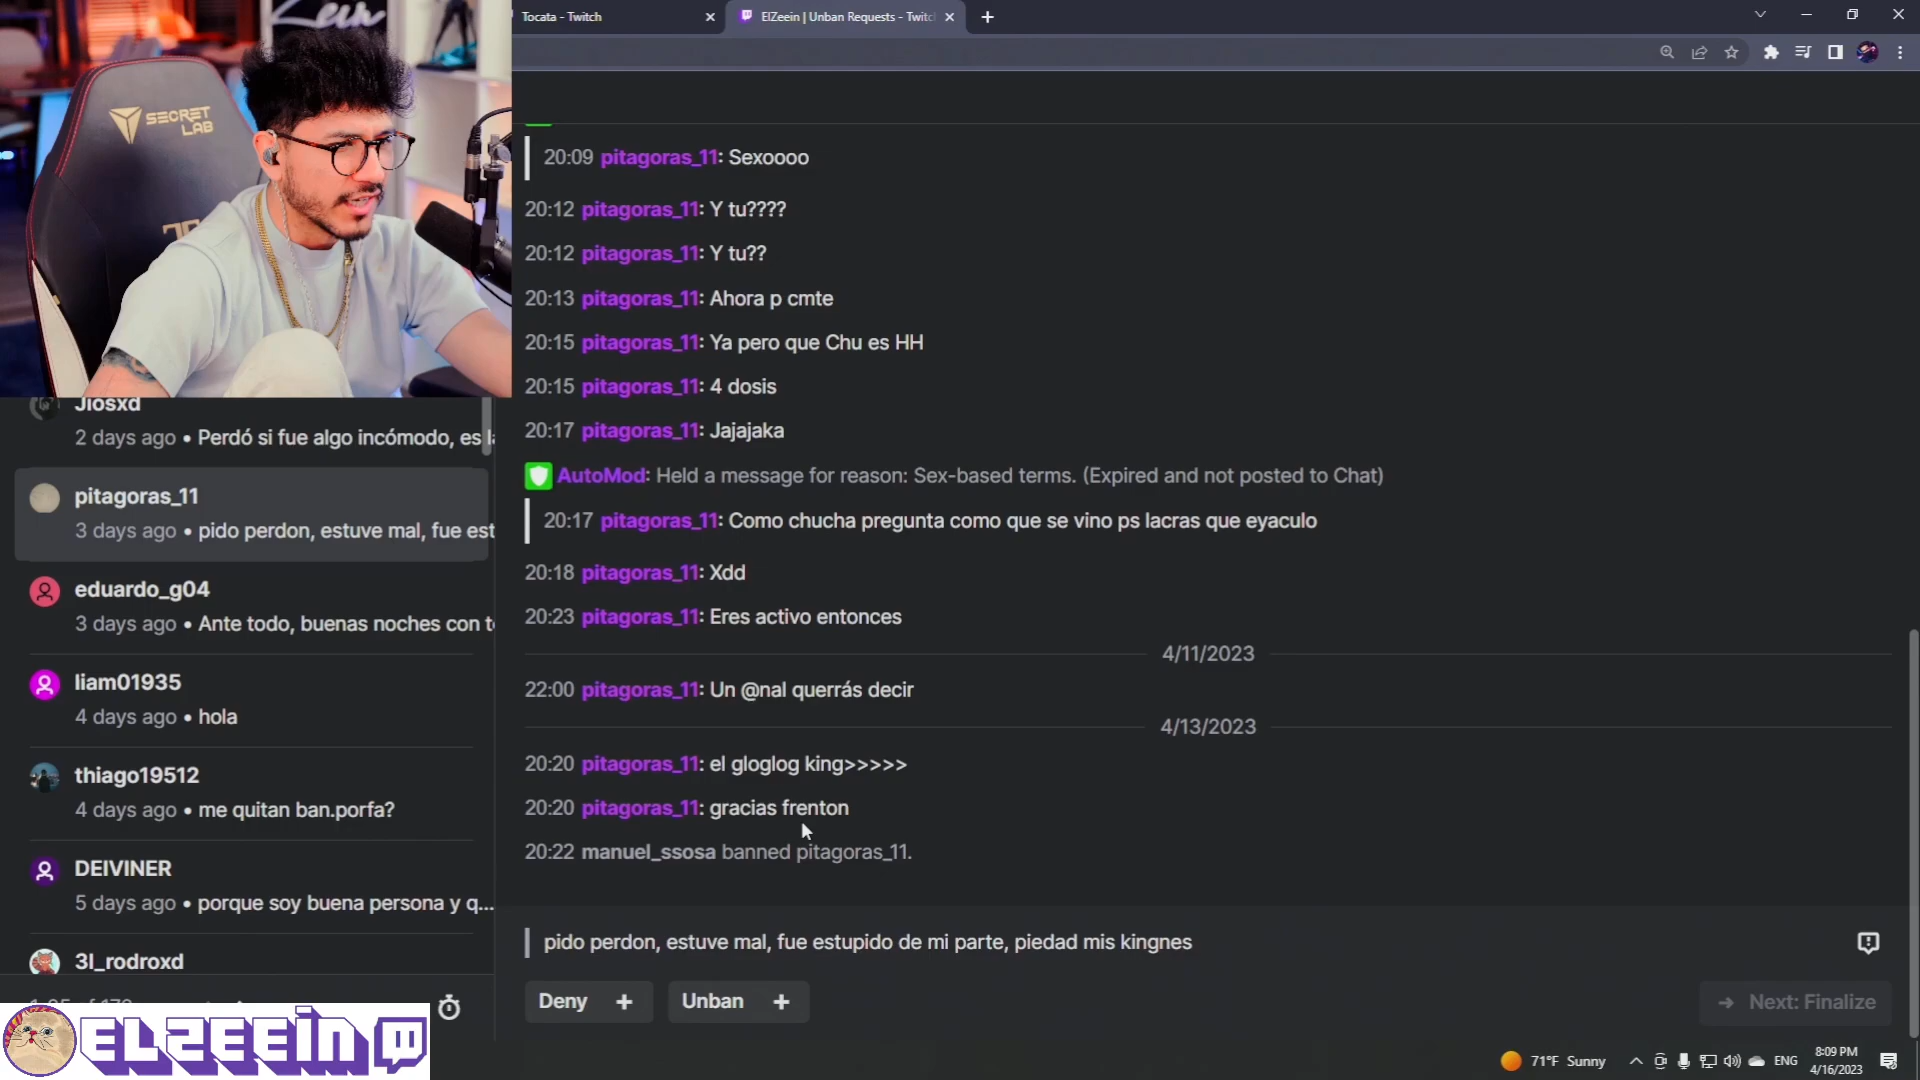 Tocata - Twitch
ElZeein | Unban Requests - Twitc
SECRET LAB
20:09 pitagoras_11: Sexoooo
20:12 pitagoras_11: Y tu????
20:12 pitagoras_11: Y tu??
20:13 pitagoras_11: Ahora p cmte
20:15 pitagoras_11: Ya pero que Chu es HH
20:15 pitagoras_11: 4 dosis
20:17 pitagoras_11: Jajajaka
AutoMod: Held a message for reason: Sex-based terms. (Expired and not posted to Chat)
20:17 pitagoras_11: Como chucha pregunta como que se vino ps lacras que eyaculo
20:18 pitagoras_11: Xdd
20:23 pitagoras_11: Eres activo entonces
4/11/2023
22:00 pitagoras_11: Un @nal querrás decir
4/13/2023
20:20 pitagoras_11: el gloglog king>>>>>
20:20 pitagoras_11: gracias frenton
20:22 manuel_ssosa banned pitagoras_11.
pido perdon, estuve mal, fue estupido de mi parte, piedad mis kingnes
Deny +
Unban +
Next: Finalize
Jiosxd
2 days ago • Perdó si fue algo incómodo, es la
pitagoras_11
3 days ago • pido perdon, estuve mal, fue est
eduardo_g04
3 days ago • Ante todo, buenas noches con t
liam01935
4 days ago • hola
thiago19512
4 days ago • me quitan ban.porfa?
DEIVINER
5 days ago • porque soy buena persona y q...
3l_rodroxd
ELZEEIN
71°F Sunny
ENG
8:09 PM
4/16/2023